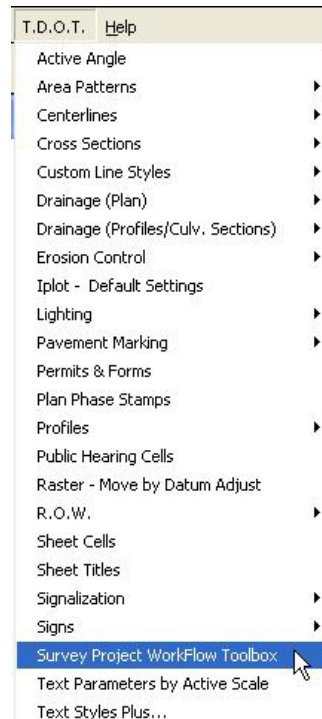 T.D.O.T. Help
Active Angle
Area Patterns
Centerlines
Cross Sections
Custom Line Styles
Drainage (Plan)
Drainage (Profiles/Culv. Sections)
Erosion Control
Iplot - Default Settings
Lighting
Pavement Marking
Permits & Forms
Plan Phase Stamps
Profiles
Public Hearing Cells
Raster - Move by Datum Adjust
R.O.W.
Sheet Cells
Sheet Titles
Signalization
Signs
Survey Project WorkFlow Toolbox
Text Parameters by Active Scale
Text Styles Plus...